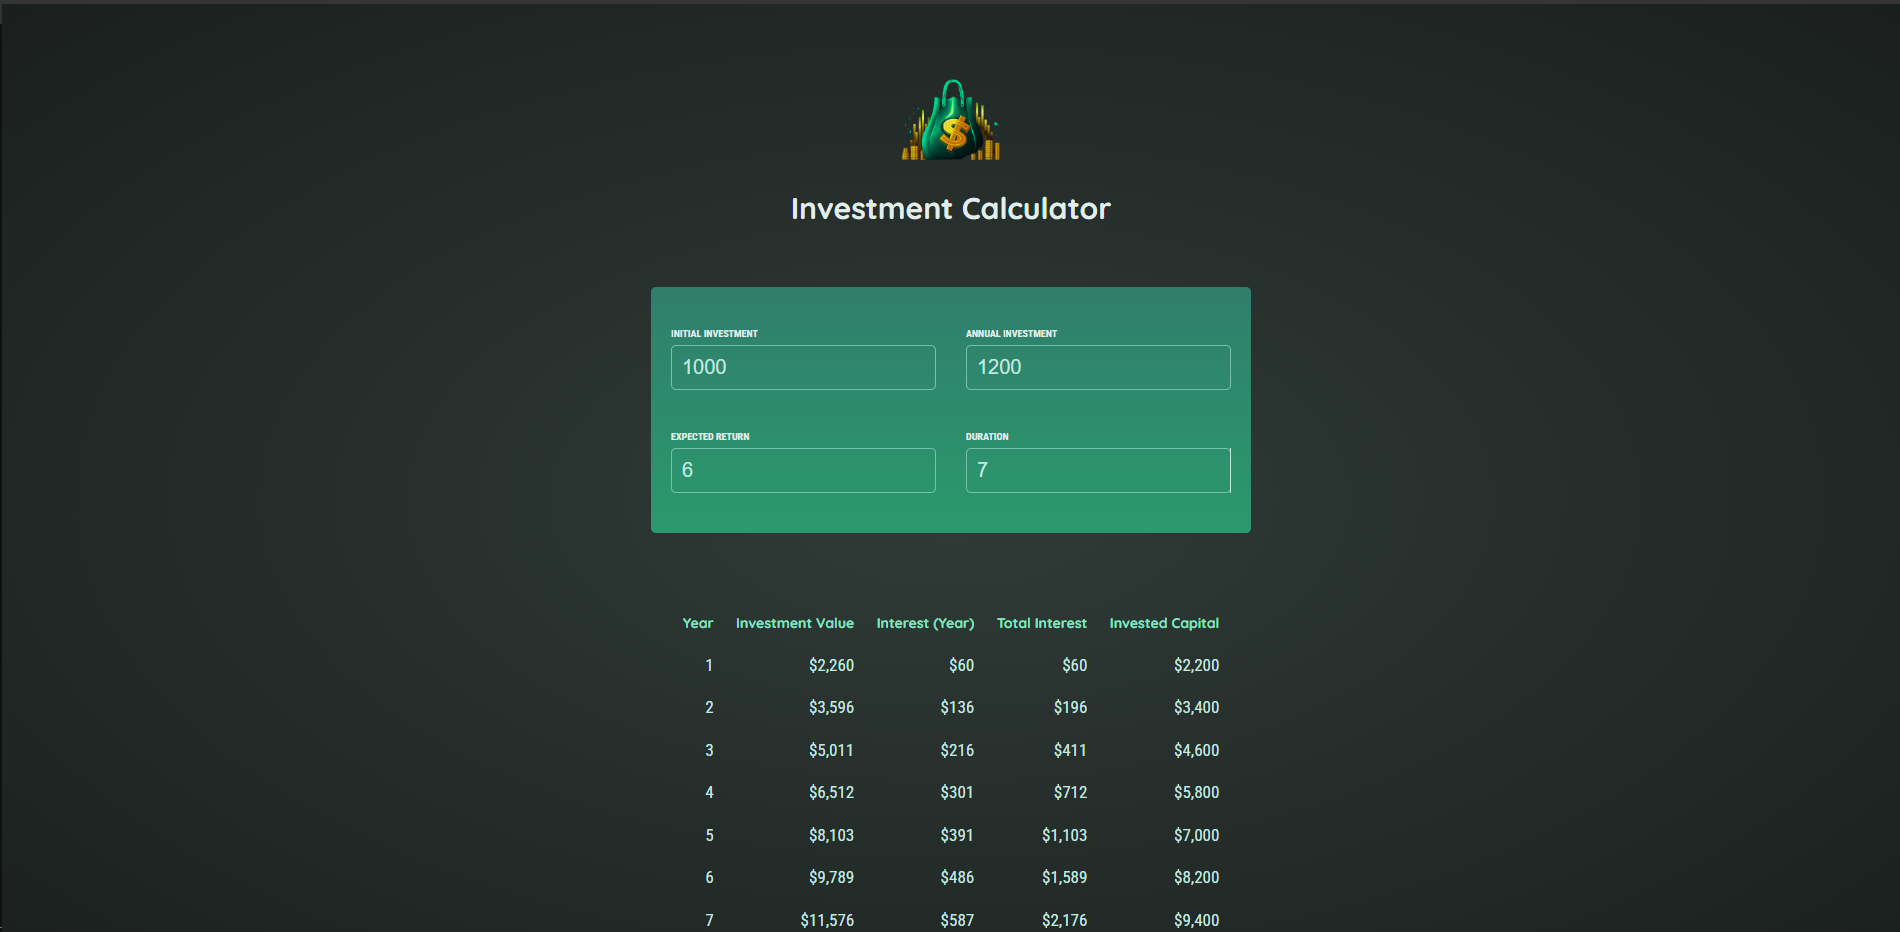 $
Investment Calculator
INITIAL INVESTMENT ANNUAL INVESTMENT
1000 1200
EXPECTED RETURN DURATION
6 7
Year Investment Value Interest (Year) Total Interest Invested Capital
1 $2,260 $60 $60 $2,200
2 $3,596 $136 $196 $3,400
3 $5,011 $216 $411 $4,600
4 $6,512 $301 $712 $5,800
5 $8,103 $391 $1,103 $7,000
6 $9,789 $486 $1,589 $8,200
7 $11,576 $587 $2,176 $9,400